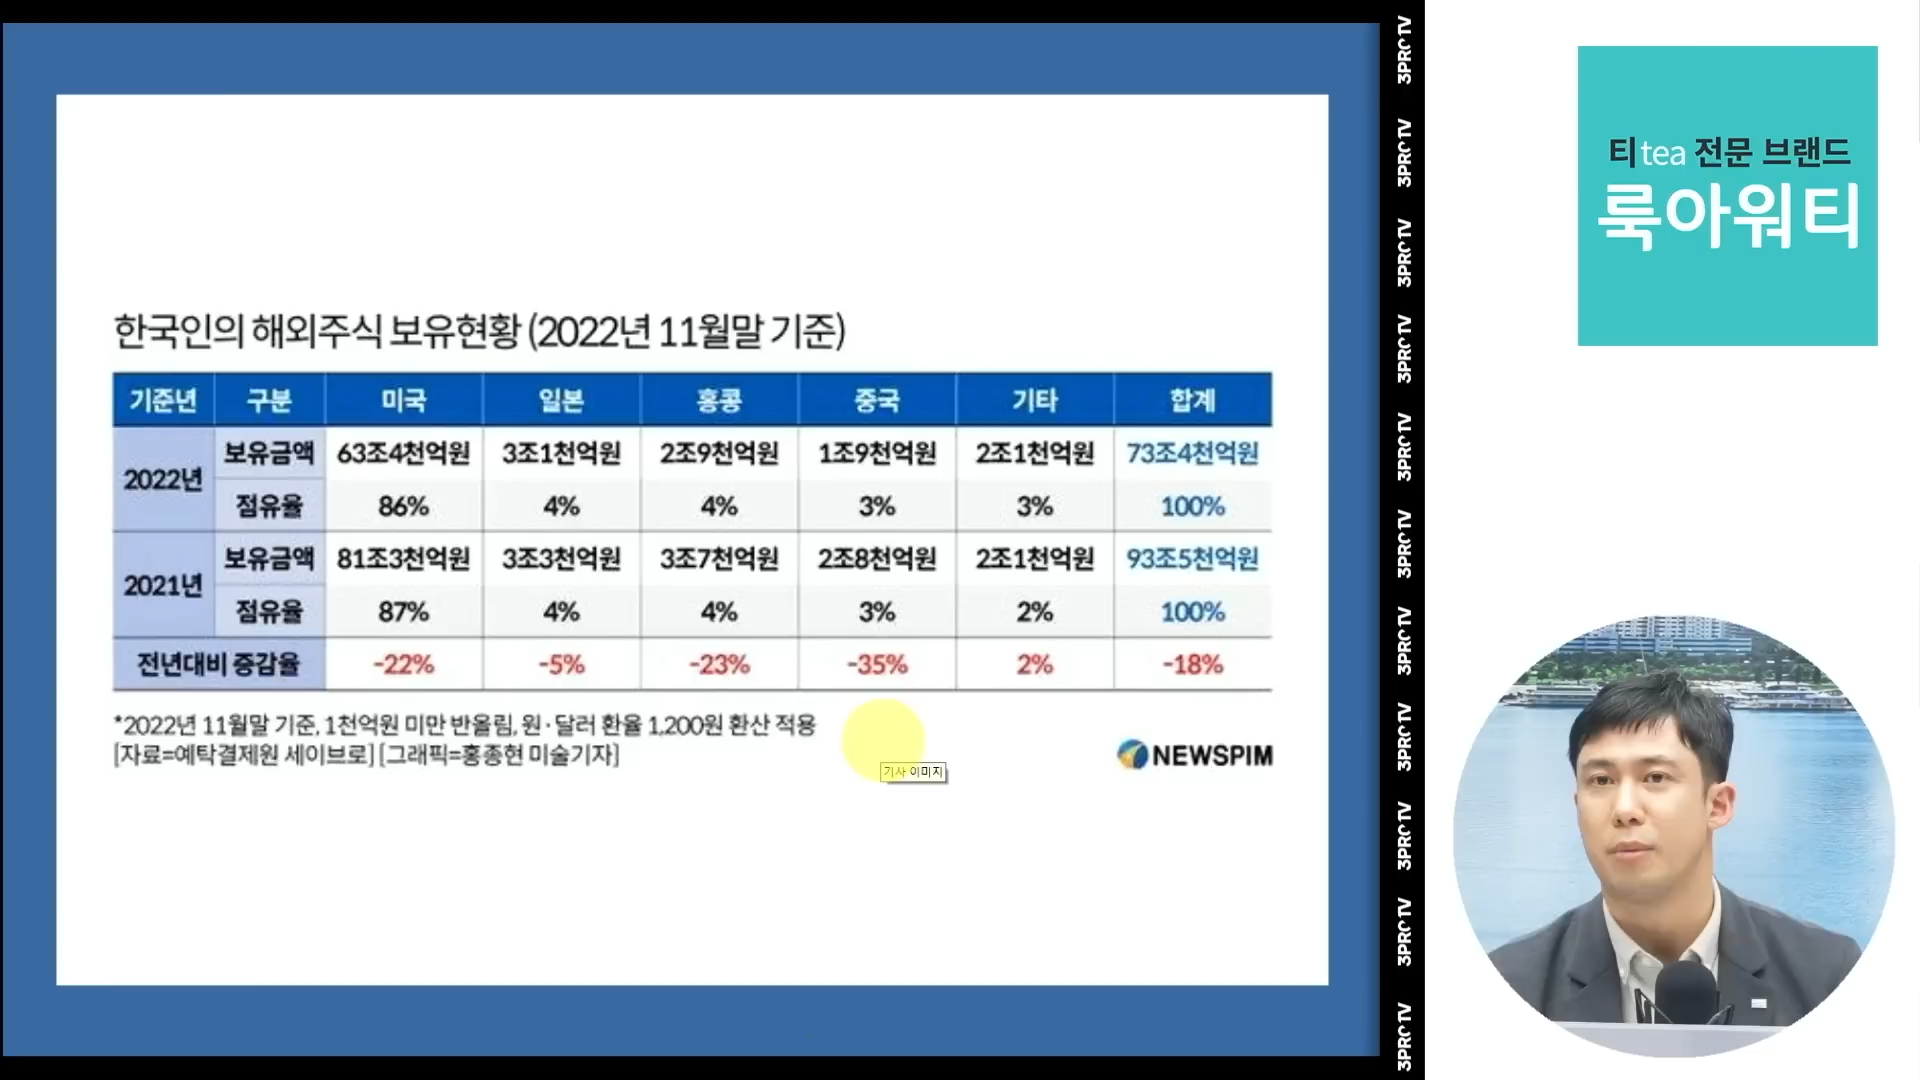 한국인의 해외주식 보유현황 (2022년 11월말 기준)
기준년 구분 미국 일본 홍콩 중국 기타 합계
2022년 보유금액 63조4천억원 3조1천억원 2조9천억원 1조9천억원 2조1천억원 73조4천억원
점유율 86% 4% 4% 3% 3% 100%
2021년 보유금액 81조3천억원 3조3천억원 3조7천억원 2조8천억원 2조1천억원 93조5천억원
점유율 87% 4% 4% 3% 2% 100%
전년대비 증감율 -22% -5% -23% -35% 2% -18%
*2022년 11월말 기준, 1천억원 미만 반올림, 원·달러 환율 1,200원 환산 적용
[자료=예탁결제원 세이브로] [그래픽=홍종현 미술기자]
NEWSPIM
기사 이미지
3PROTV
3PROTV
3PROTV
3PROTV
3PROTV
3PROTV
3PROTV
3PROTV
3PROTV
3PROTV
3PROTV
티tea 전문 브랜드
룩아워티